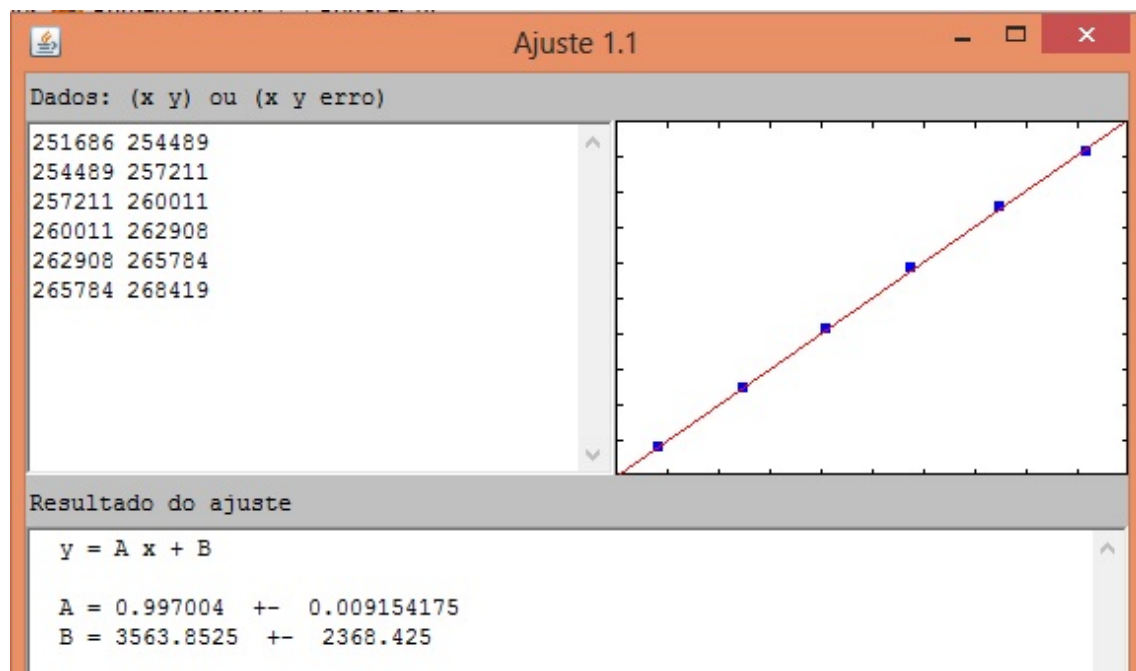 Ajuste 1.1
Dados: (x y) ou (x y erro)
251686 254489
254489 257211
257211 260011
260011 262908
262908 265784
265784 268419
Resultado do ajuste
y = A x + B
A = 0.997004 +- 0.009154175
B = 3563.8525 +- 2368.425